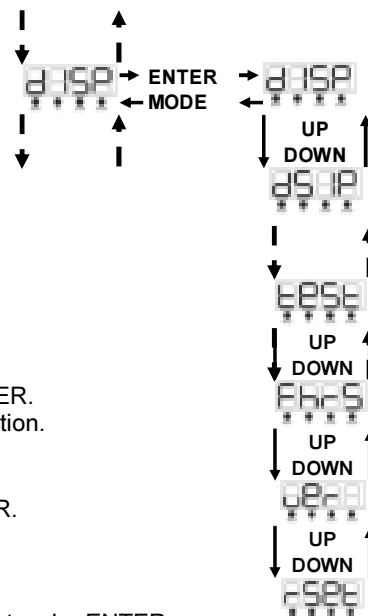 ENTER
dISP dISP
MODE
UP
DOWN
dSIP
tESt
UP
DOWN
ER.
FhrS
tion.
UP
DOWN
R.
vEr
UP
DOWN
rSEt
ENTER